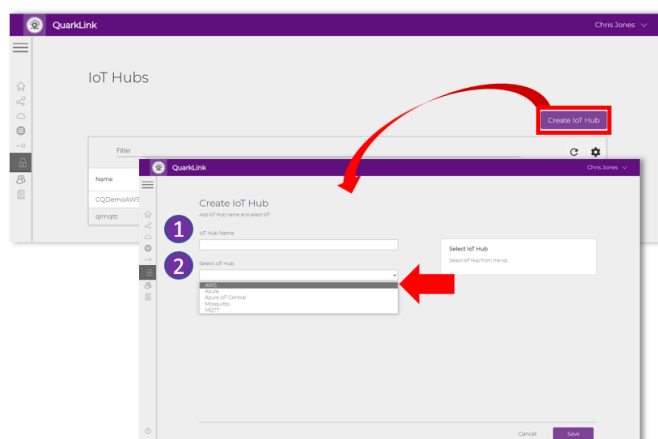 QuarkLink
Chris Jones
IoT Hubs
Create IoT Hub
Filter
Name
CQDemoAWS
qjmqtt
QuarkLink
Chris Jones
Create IoT Hub
Add IoT Hub name and select IoT
1
IoT Hub Name
2
Select IoT Hub
AWS
Azure
Azure IoT Central
Mosquitto
MQTT
Select IoT Hub
Select IoT Hub from the list
Cancel
Save